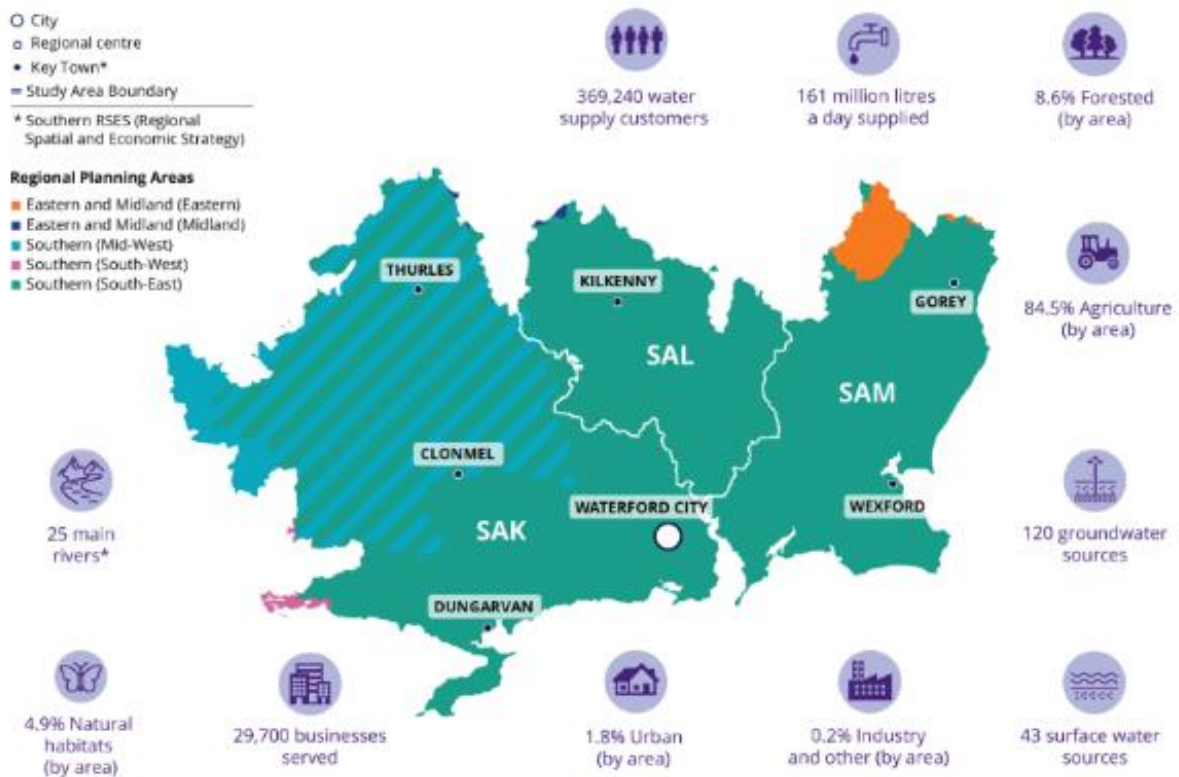 City
Regional centre
Key Town*
Study Area Boundary
* Southern RSES (Regional
Spatial and Economic Strategy)
Regional Planning Areas
Eastern and Midland (Eastern)
Eastern and Midland (Midland)
Southern (Mid-West)
Southern (South-West)
Southern (South-East)
369,240 water
supply customers
161 million litres
a day supplied
8.6% Forested
(by area)
THURLES
KILKENNY
GOREY
84.5% Agriculture
(by area)
SAL
SAM
CLONMEL
WATERFORD CITY
WEXFORD
SAK
25 main
rivers*
120 groundwater
sources
DUNGARVAN
4.9% Natural
habitats
(by area)
29,700 businesses
served
1.8% Urban
(by area)
0.2% Industry
and other (by area)
43 surface water
sources